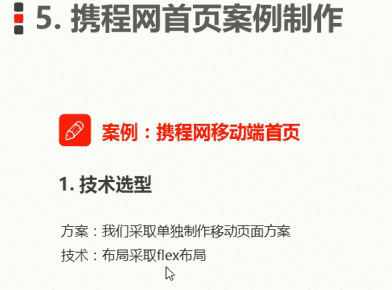 5. 携程网首页案例制作
案例：携程网移动端首页
1. 技术选型
方案：我们采取单独制作移动页面方案
技术：布局采取flex布局